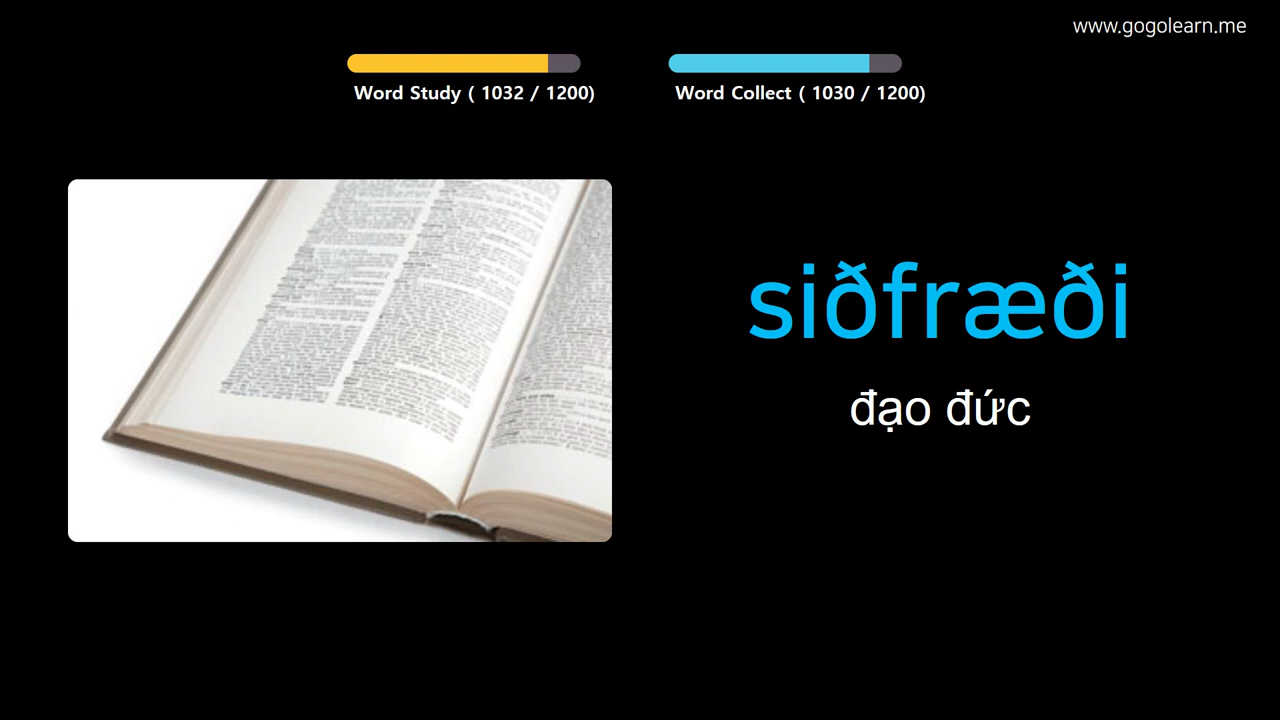 www.gogolearn.me
Word Study ( 1032 / 1200)
Word Collect ( 1030 / 1200)
siðfræði
đạo đức